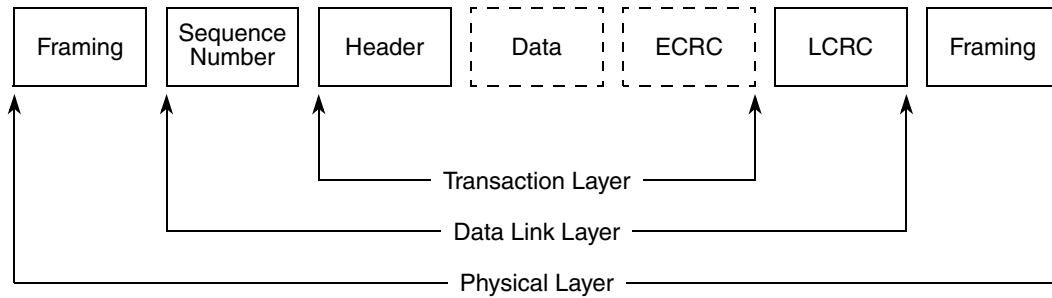 Framing
Sequence
Number
Header
Data
ECRC
LCRC
Framing
Transaction Layer
Data Link Layer
Physical Layer